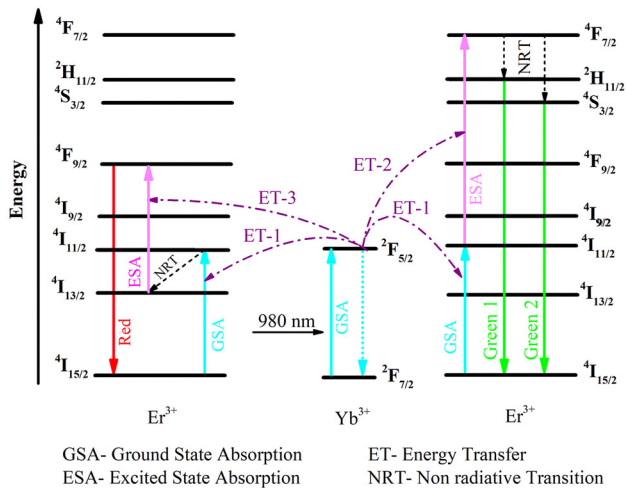 Energy
⁴F₇/₂
²H₁₁/₂
⁴S₃/₂
⁴F₉/₂
⁴I₉/₂
⁴I₁₁/₂
⁴I₁₃/₂
⁴I₁₅/₂
Red
ESA
NRT
GSA
ET-3
ET-1
980 nm
GSA
²F₅/₂
²F₇/₂
ET-2
ET-1
ESA
GSA
NRT
Green 1
Green 2
⁴F₇/₂
²H₁₁/₂
⁴S₃/₂
⁴F₉/₂
⁴I₉/₂
⁴I₁₁/₂
⁴I₁₃/₂
⁴I₁₅/₂
Er³⁺
Yb³⁺
Er³⁺
GSA- Ground State Absorption
ET- Energy Transfer
ESA- Excited State Absorption
NRT- Non radiative Transition